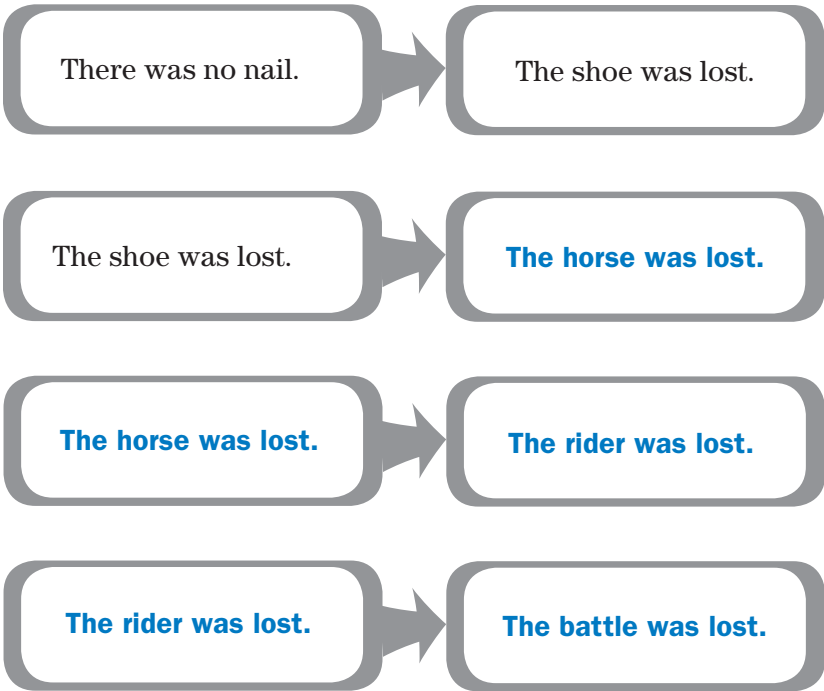 There was no nail.
The shoe was lost.
The shoe was lost.
The horse was lost.
The horse was lost.
The rider was lost.
The rider was lost.
The battle was lost.